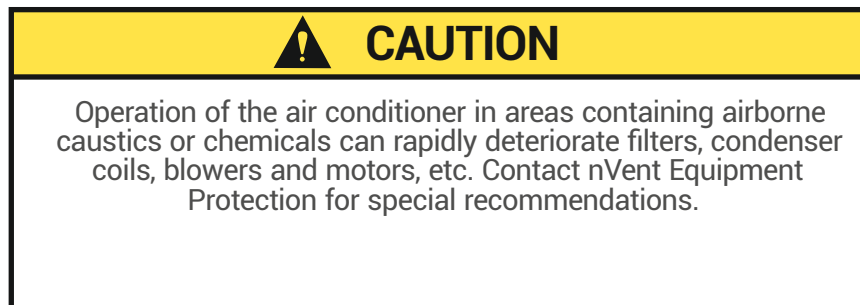 CAUTION
Operation of the air conditioner in areas containing airborne
caustics or chemicals can rapidly deteriorate filters, condenser
coils, blowers and motors, etc. Contact nVent Equipment
Protection for special recommendations.